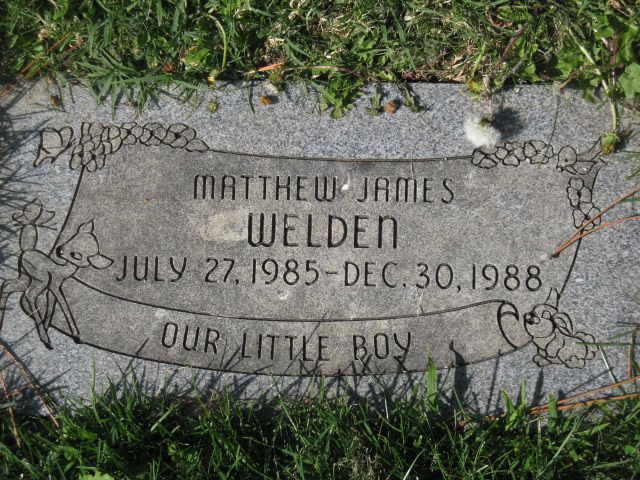 MATTHEW JAMES
WELDEN
JULY 27, 1985-DEC. 30, 1988
OUR LITTLE BOY